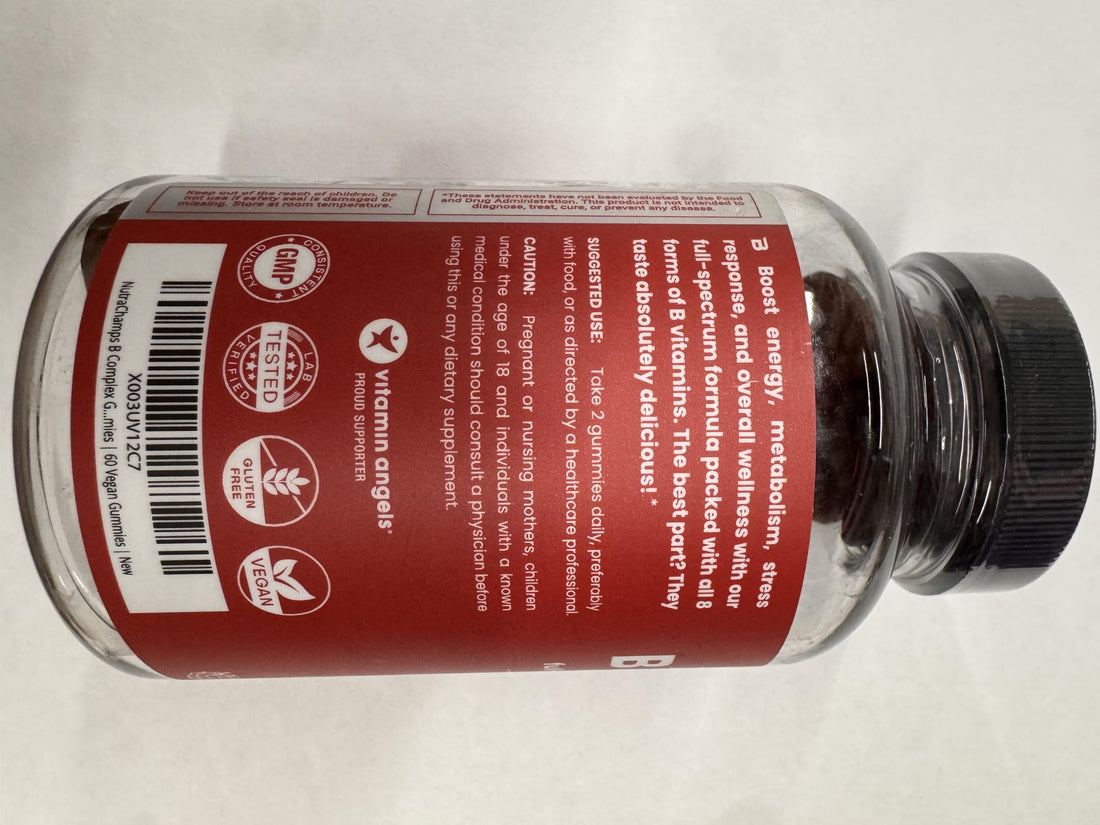 B Boost energy, metabolism, stress
response, and overall wellness with our
full-spectrum formula packed with all 8
forms of B vitamins. The best part? They
taste absolutely delicious!*
SUGGESTED USE: Take 2 gummies daily, preferably
with food, or as directed by a healthcare professional.
CAUTION: Pregnant or nursing mothers, children
under the age of 18 and individuals with a known
medical condition should consult a physician before
using this or any dietary supplement.
vitamin angels®
PROUD SUPPORTER
CONSISTENT
GMP
QUALITY
LAB
TESTED
VERIFIED
GLUTEN
FREE
VEGAN
X003UV12C7
NutraChamps B Complex G...mies | 60 Vegan Gummies | New
*These statements have not been evaluated by the Food
and Drug Administration. This product is not intended to
diagnose, treat, cure, or prevent any disease.
Keep out of the reach of children. Do
not use if safety seal is damaged or
missing. Store at room temperature.
B